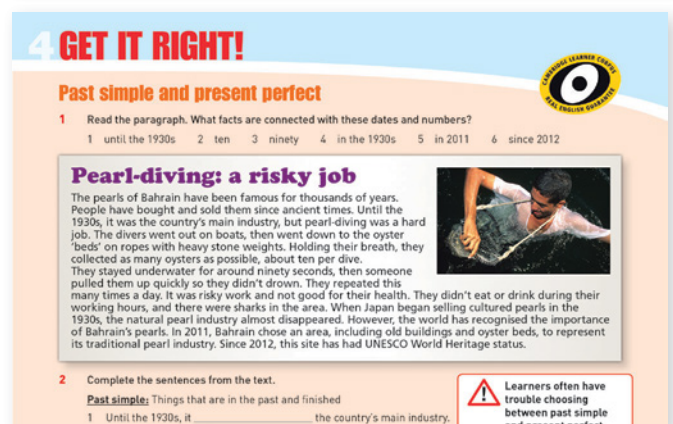 4 GET IT RIGHT!
CAMBRIDGE LEARNER CORPUS
REAL ENGLISH GUARANTEE
Past simple and present perfect
1 Read the paragraph. What facts are connected with these dates and numbers?
1 until the 1930s 2 ten 3 ninety 4 in the 1930s 5 in 2011 6 since 2012
Pearl-diving: a risky job
The pearls of Bahrain have been famous for thousands of years.
People have bought and sold them since ancient times. Until the
1930s, it was the country's main industry, but pearl-diving was a hard
job. The divers went out on boats, then went down to the oyster
'beds' on ropes with heavy stone weights. Holding their breath, they
collected as many oysters as possible, about ten per dive.
They stayed underwater for around ninety seconds, then someone
pulled them up quickly so they didn't drown. They repeated this
many times a day. It was risky work and not good for their health. They didn't eat or drink during their
working hours, and there were sharks in the area. When Japan began selling cultured pearls in the
1930s, the natural pearl industry almost disappeared. However, the world has recognised the importance
of Bahrain's pearls. In 2011, Bahrain chose an area, including old buildings and oyster beds, to represent
its traditional pearl industry. Since 2012, this site has had UNESCO World Heritage status.
2 Complete the sentences from the text.
Past simple: Things that are in the past and finished
1 Until the 1930s, it ____________ the country's main industry.
Learners often have
trouble choosing
between past simple
and present perfect